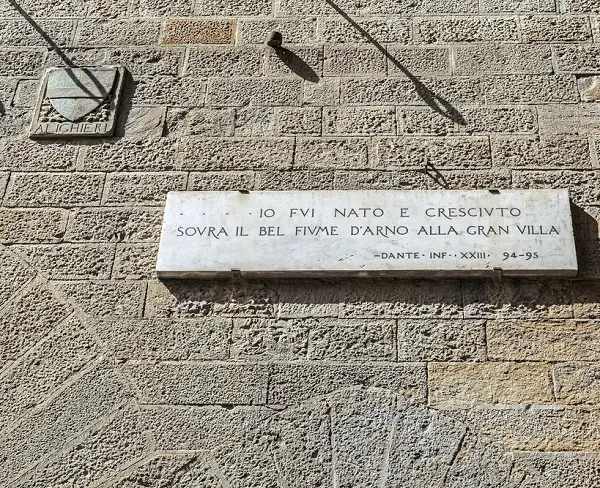 ALIGHIERI
. . . . IO FVI NATO E CRESCIVTO
SOVRA IL BEL FIVME D'ARNO ALLA GRAN VILLA
–DANTE · INF · XXIII · 94-95